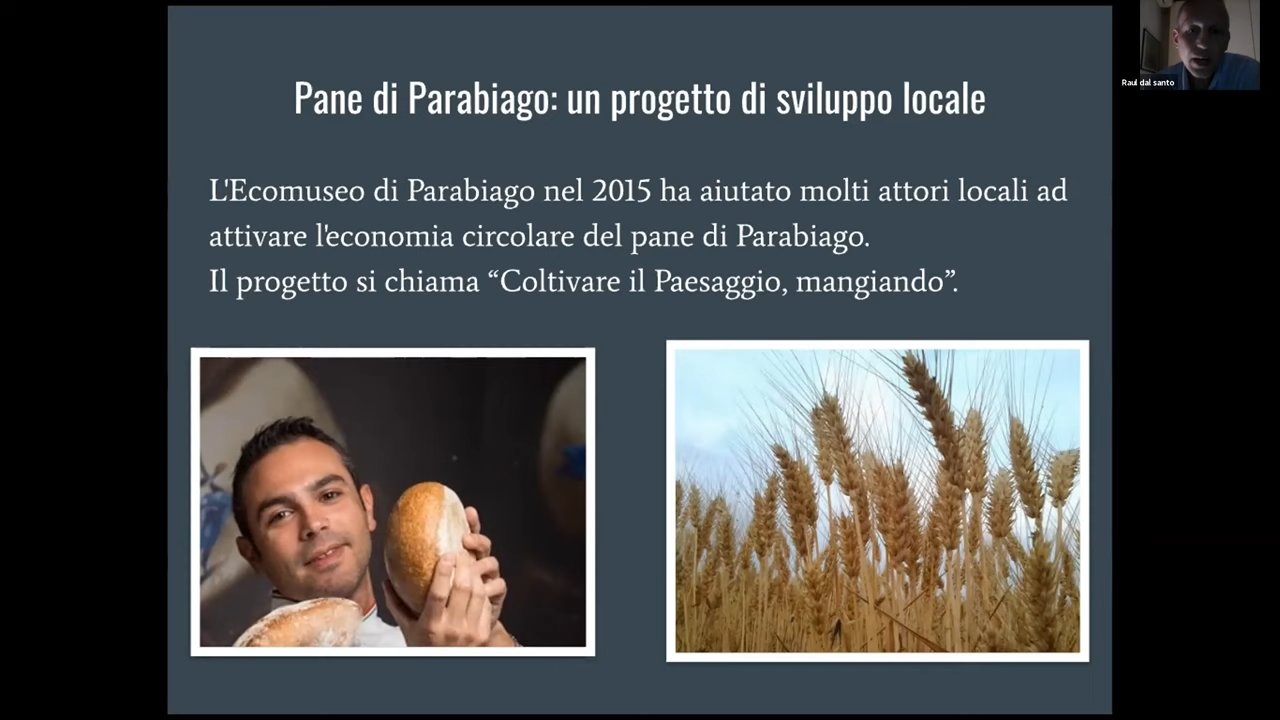 Pane di Parabiago: un progetto di sviluppo locale
L'Ecomuseo di Parabiago nel 2015 ha aiutato molti attori locali ad
attivare l'economia circolare del pane di Parabiago.
Il progetto si chiama “Coltivare il Paesaggio, mangiando”.
Raul dal santo